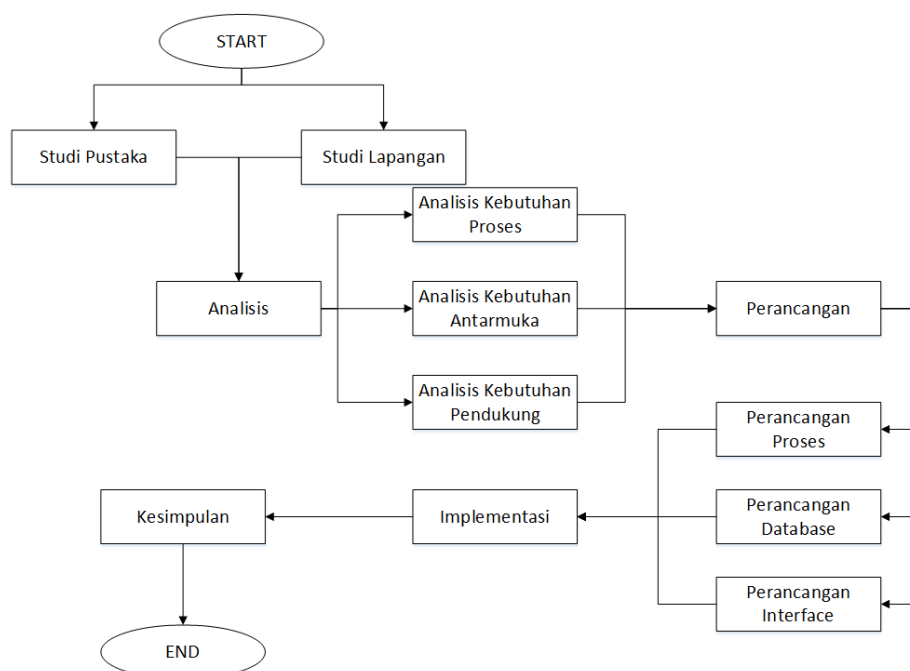 START
Studi Pustaka
Studi Lapangan
Analisis
Analisis Kebutuhan
Proses
Analisis Kebutuhan
Antarmuka
Analisis Kebutuhan
Pendukung
Perancangan
Perancangan
Proses
Perancangan
Database
Perancangan
Interface
Implementasi
Kesimpulan
END